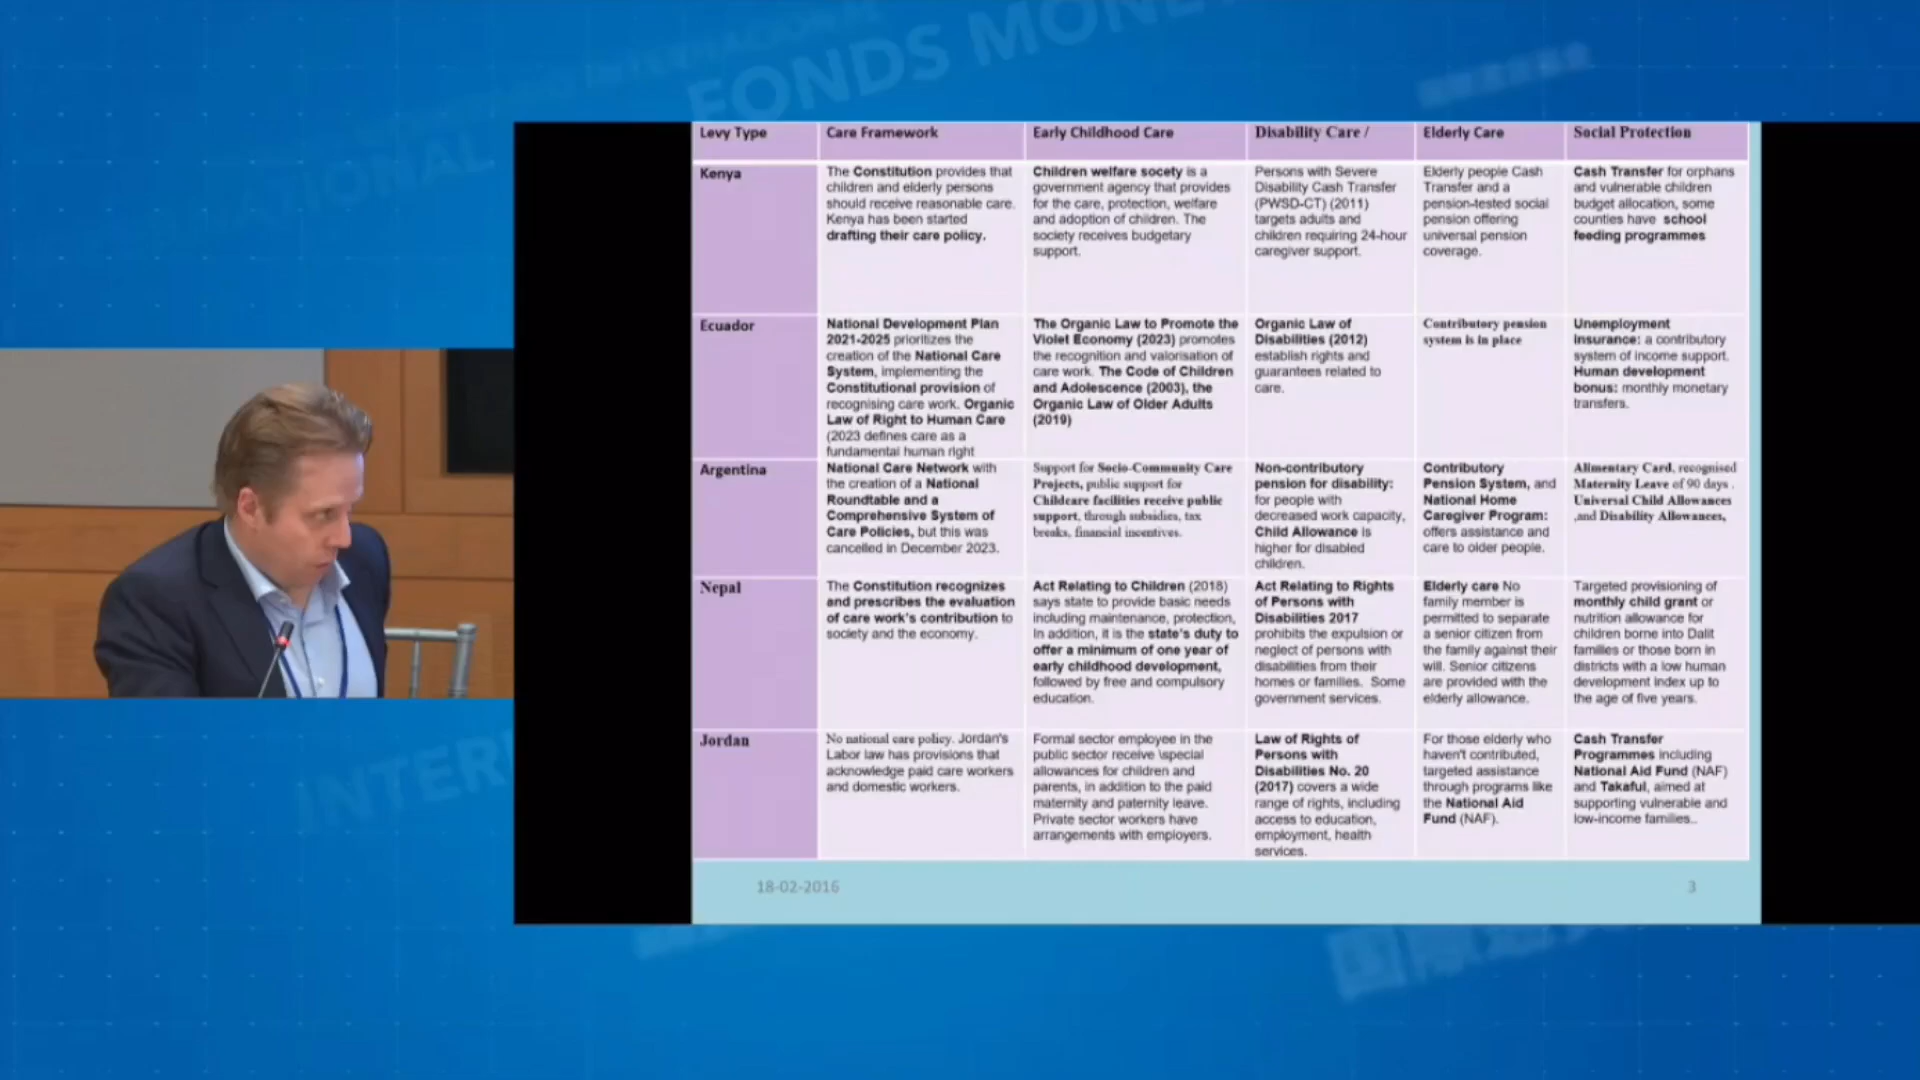 FONDS MONE
INTERNACIONAL
IONAL
INTER
Levy Type
Care Framework
Early Childhood Care
Disability Care /
Elderly Care
Social Protection
Kenya
The Constitution provides that
children and elderly persons
should receive reasonable care.
Kenya has been started
drafting their care policy.
Children welfare society is a
government agency that provides
for the care, protection, welfare
and adoption of children. The
society receives budgetary
support.
Persons with Severe
Disability Cash Transfer
(PWSD-CT) (2011)
targets adults and
children requiring 24-hour
caregiver support.
Elderly people Cash
Transfer and a
pension-tested social
pension offering
universal pension
coverage.
Cash Transfer for orphans
and vulnerable children
budget allocation, some
counties have school
feeding programmes
Ecuador
National Development Plan
2021-2025 prioritizes the
creation of the National Care
System, implementing the
Constitutional provision of
recognising care work. Organic
Law of Right to Human Care
(2023 defines care as a
fundamental human right
The Organic Law to Promote the
Violet Economy (2023) promotes
the recognition and valorisation of
care work. The Code of Children
and Adolescence (2003), the
Organic Law of Older Adults
(2019)
Organic Law of
Disabilities (2012)
establish rights and
guarantees related to
care.
Contributory pension
system is in place
Unemployment
Insurance: a contributory
system of income support.
Human development
bonus: monthly monetary
transfers.
Argentina
National Care Network with
the creation of a National
Roundtable and a
Comprehensive System of
Care Policies, but this was
cancelled in December 2023.
Support for Socio-Community Care
Projects, public support for
Childcare facilities receive public
support, through subsidies, tax
breaks, financial incentives.
Non-contributory
pension for disability:
for people with
decreased work capacity,
Child Allowance is
higher for disabled
children.
Contributory
Pension System, and
National Home
Caregiver Program:
offers assistance and
care to older people.
Alimentary Card, recognised
Maternity Leave of 90 days .
Universal Child Allowances
,and Disability Allowances,
Nepal
The Constitution recognizes
and prescribes the evaluation
of care work's contribution to
society and the economy.
Act Relating to Children (2018)
says state to provide basic needs
including maintenance, protection,
In addition, it is the state's duty to
offer a minimum of one year of
early childhood development,
followed by free and compulsory
education.
Act Relating to Rights
of Persons with
Disabilities 2017
prohibits the expulsion or
neglect of persons with
disabilities from their
homes or families. Some
government services.
Elderly care No
family member is
permitted to separate
a senior citizen from
the family against their
will. Senior citizens
are provided with the
elderly allowance.
Targeted provisioning of
monthly child grant or
nutrition allowance for
children borne into Dalit
families or those born in
districts with a low human
development index up to
the age of five years.
Jordan
No national care policy. Jordan's
Labor law has provisions that
acknowledge paid care workers
and domestic workers.
Formal sector employee in the
public sector receive \special
allowances for children and
parents, in addition to the paid
maternity and paternity leave.
Private sector workers have
arrangements with employers.
Law of Rights of
Persons with
Disabilities No. 20
(2017) covers a wide
range of rights, including
access to education,
employment, health
services.
For those elderly who
haven't contributed,
targeted assistance
through programs like
the National Aid
Fund (NAF).
Cash Transfer
Programmes including
National Aid Fund (NAF)
and Takaful, aimed at
supporting vulnerable and
low-income families..
18-02-2016
3